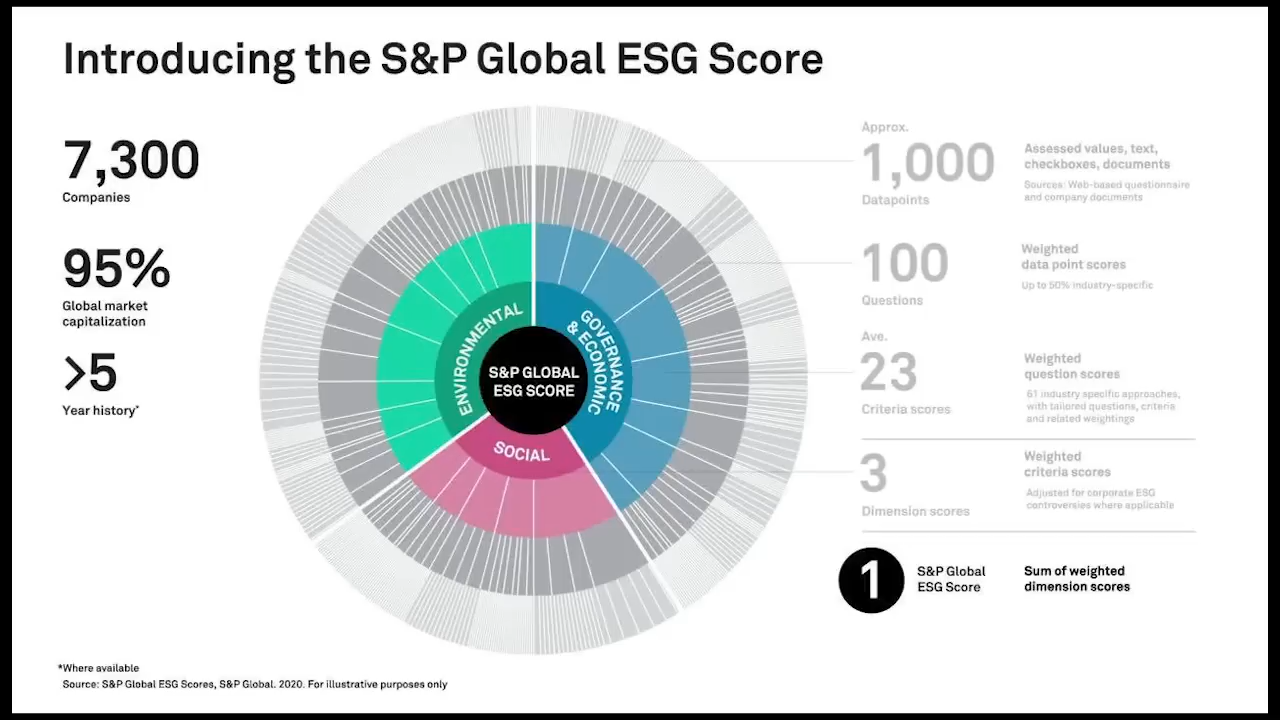 Introducing the S&P Global ESG Score
7,300
Companies
95%
Global market
capitalization
>5
Year history*
ENVIRONMENTAL
GOVERNANCE
& ECONOMIC
SOCIAL
S&P GLOBAL
ESG SCORE
Approx.
1,000
Datapoints
Assessed values, text,
checkboxes, documents
Sources: Web-based questionnaire
and company documents
100
Questions
Weighted
data point scores
Up to 50% industry-specific
Ave.
23
Criteria scores
Weighted
question scores
61 industry specific approaches,
with tailored questions, criteria
and related weightings
3
Dimension scores
Weighted
criteria scores
Adjusted for corporate ESG
controversies where applicable
1
S&P Global
ESG Score
Sum of weighted
dimension scores
*Where available
Source: S&P Global ESG Scores, S&P Global. 2020. For illustrative purposes only